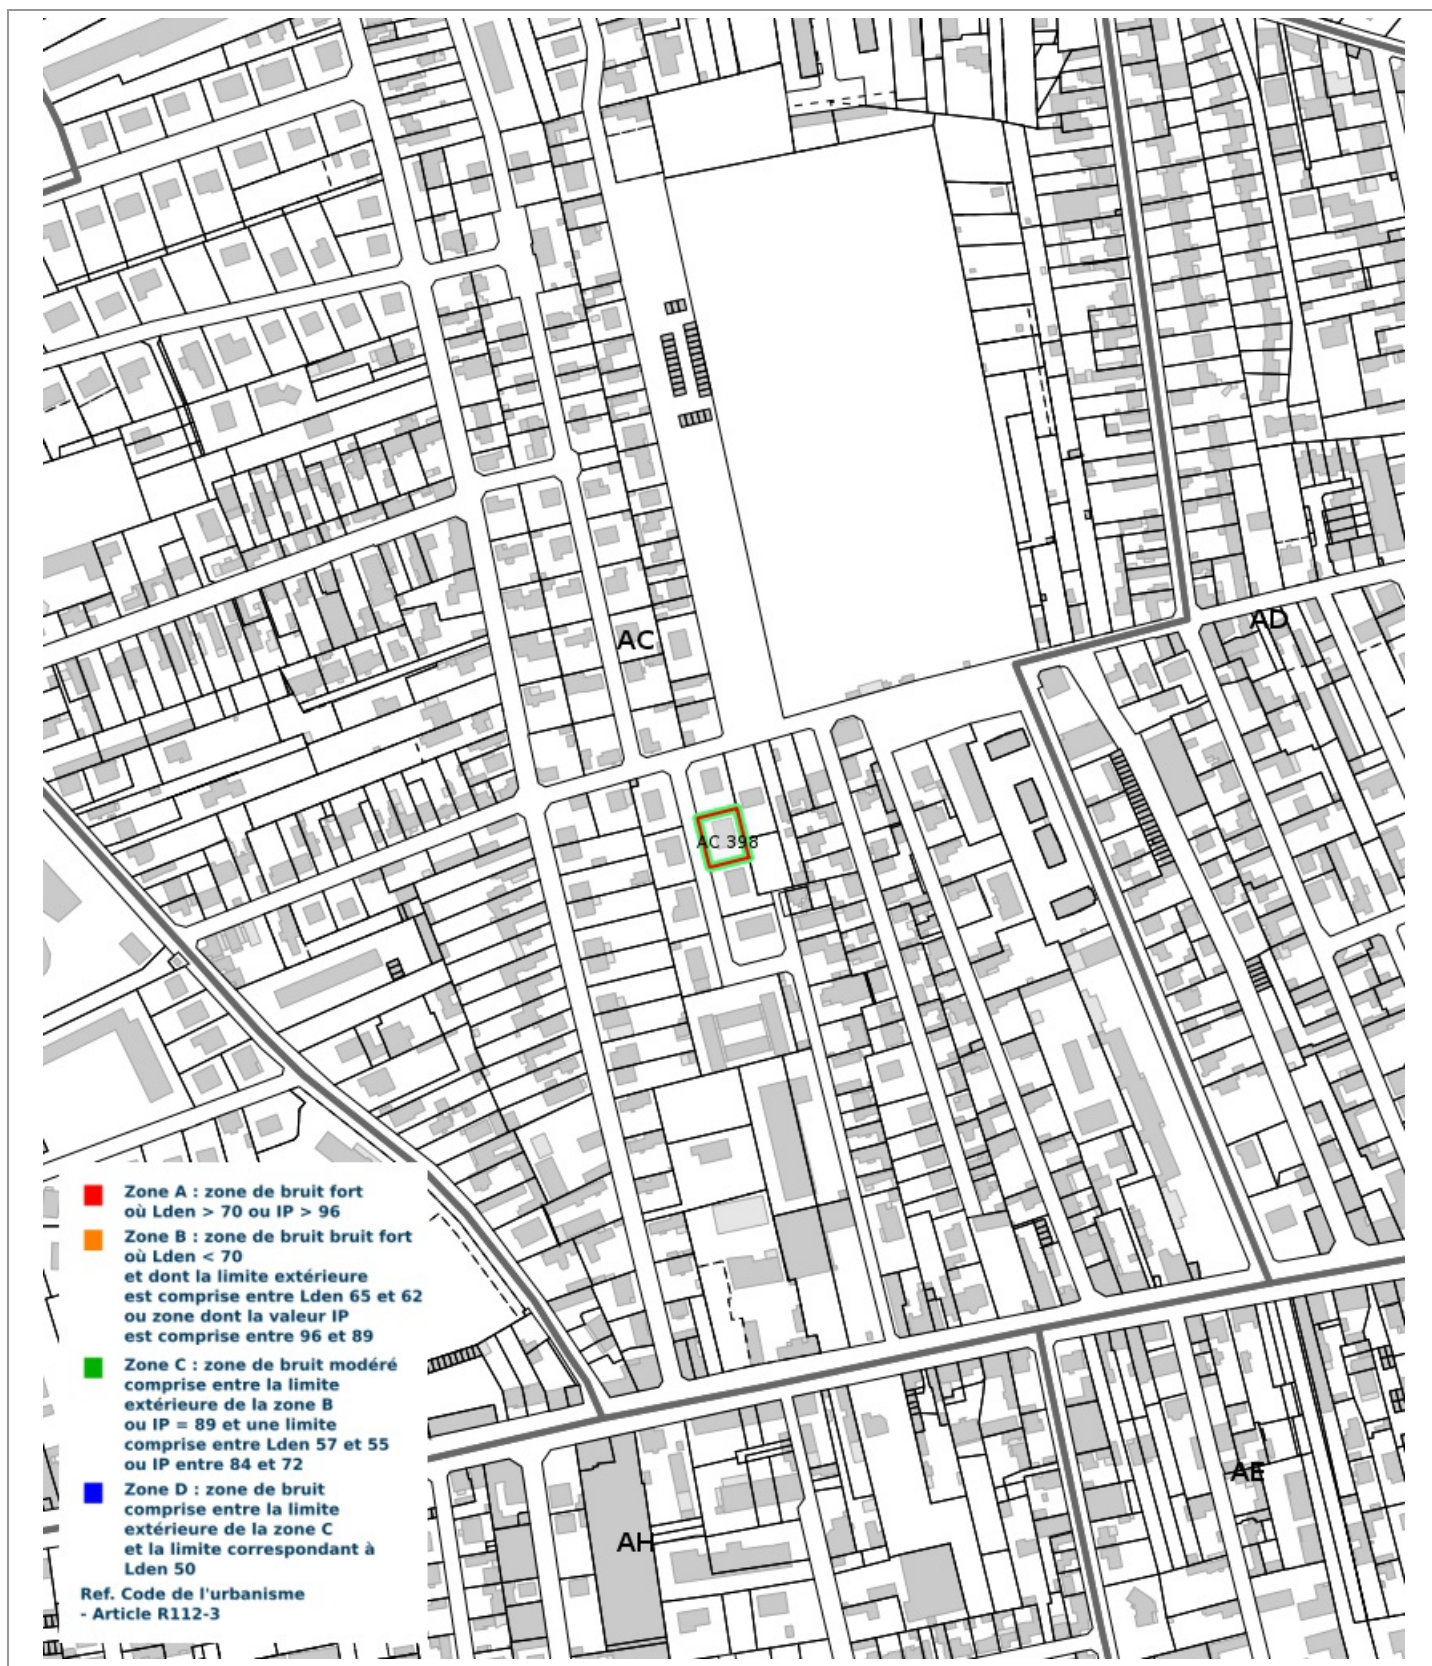 AD
AC
AC 398
Zone A : zone de bruit fort
où Lden > 70 ou IP > 96
Zone B : zone de bruit bruit fort
où Lden < 70
et dont la limite extérieure
est comprise entre Lden 65 et 62
ou zone dont la valeur IP
est comprise entre 96 et 89
Zone C : zone de bruit modéré
comprise entre la limite
extérieure de la zone B
ou IP = 89 et une limite
comprise entre Lden 57 et 55
ou IP entre 84 et 72
Zone D : zone de bruit
comprise entre la limite
extérieure de la zone C
et la limite correspondant à
Lden 50
Ref. Code de l'urbanisme
- Article R112-3
AE
AH